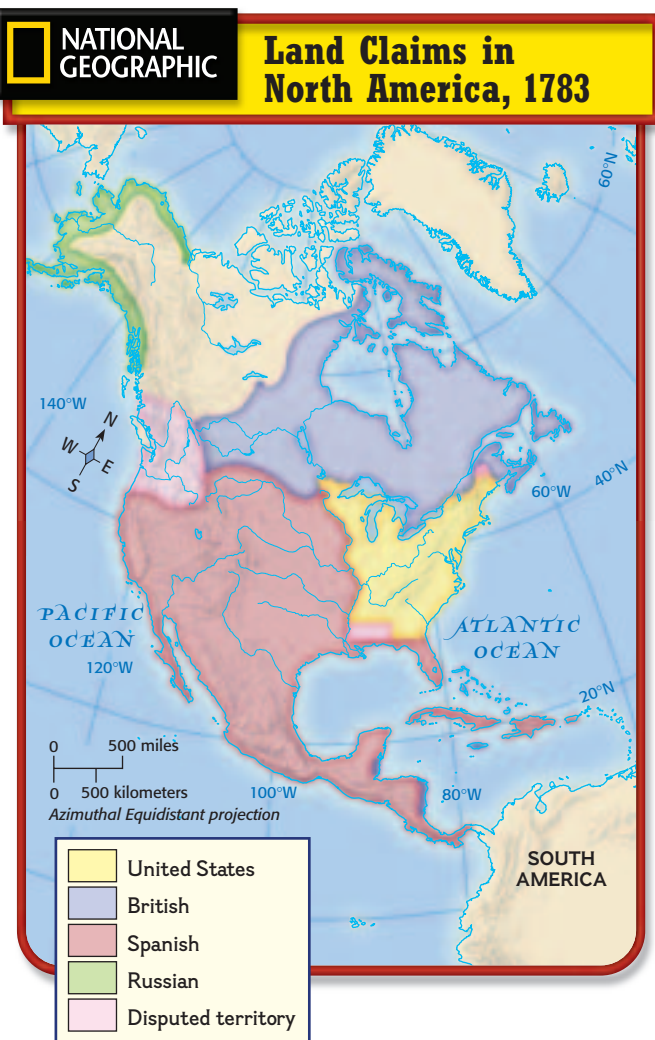 NATIONAL
GEOGRAPHIC
Land Claims in
North America, 1783
60°N
140°W
N
W
E
S
60°W
40°N
PACIFIC
OCEAN
ATLANTIC
OCEAN
120°W
20°N
0 500 miles
0 500 kilometers
100°W
80°W
Azimuthal Equidistant projection
SOUTH
AMERICA
United States
British
Spanish
Russian
Disputed territory